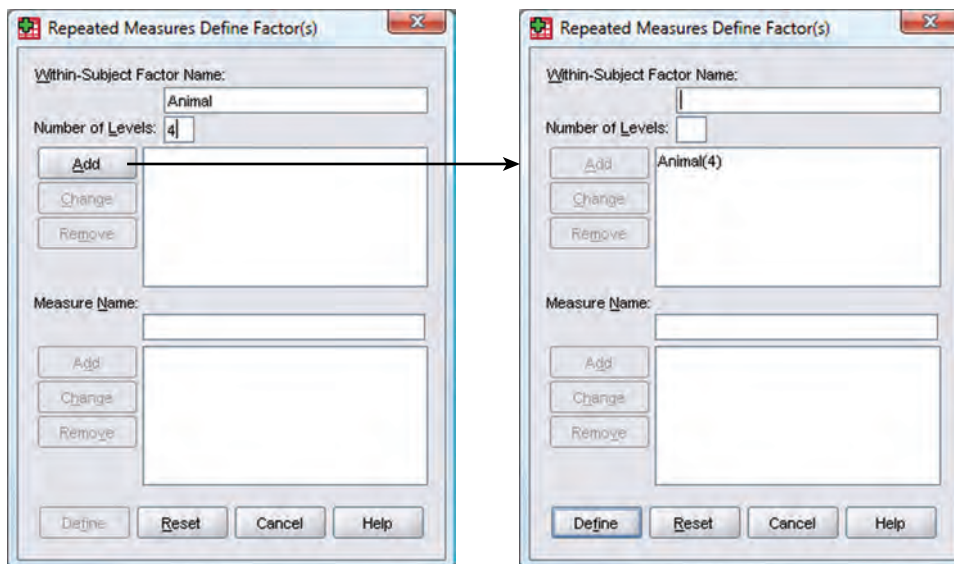 Repeated Measures Define Factor(s)
Within-Subject Factor Name:
Animal
Number of Levels: 4
Add
Change
Remove
Measure Name:
Add
Change
Remove
Define Reset Cancel Help
Repeated Measures Define Factor(s)
Within-Subject Factor Name:
Number of Levels:
Add Animal(4)
Change
Remove
Measure Name:
Add
Change
Remove
Define Reset Cancel Help